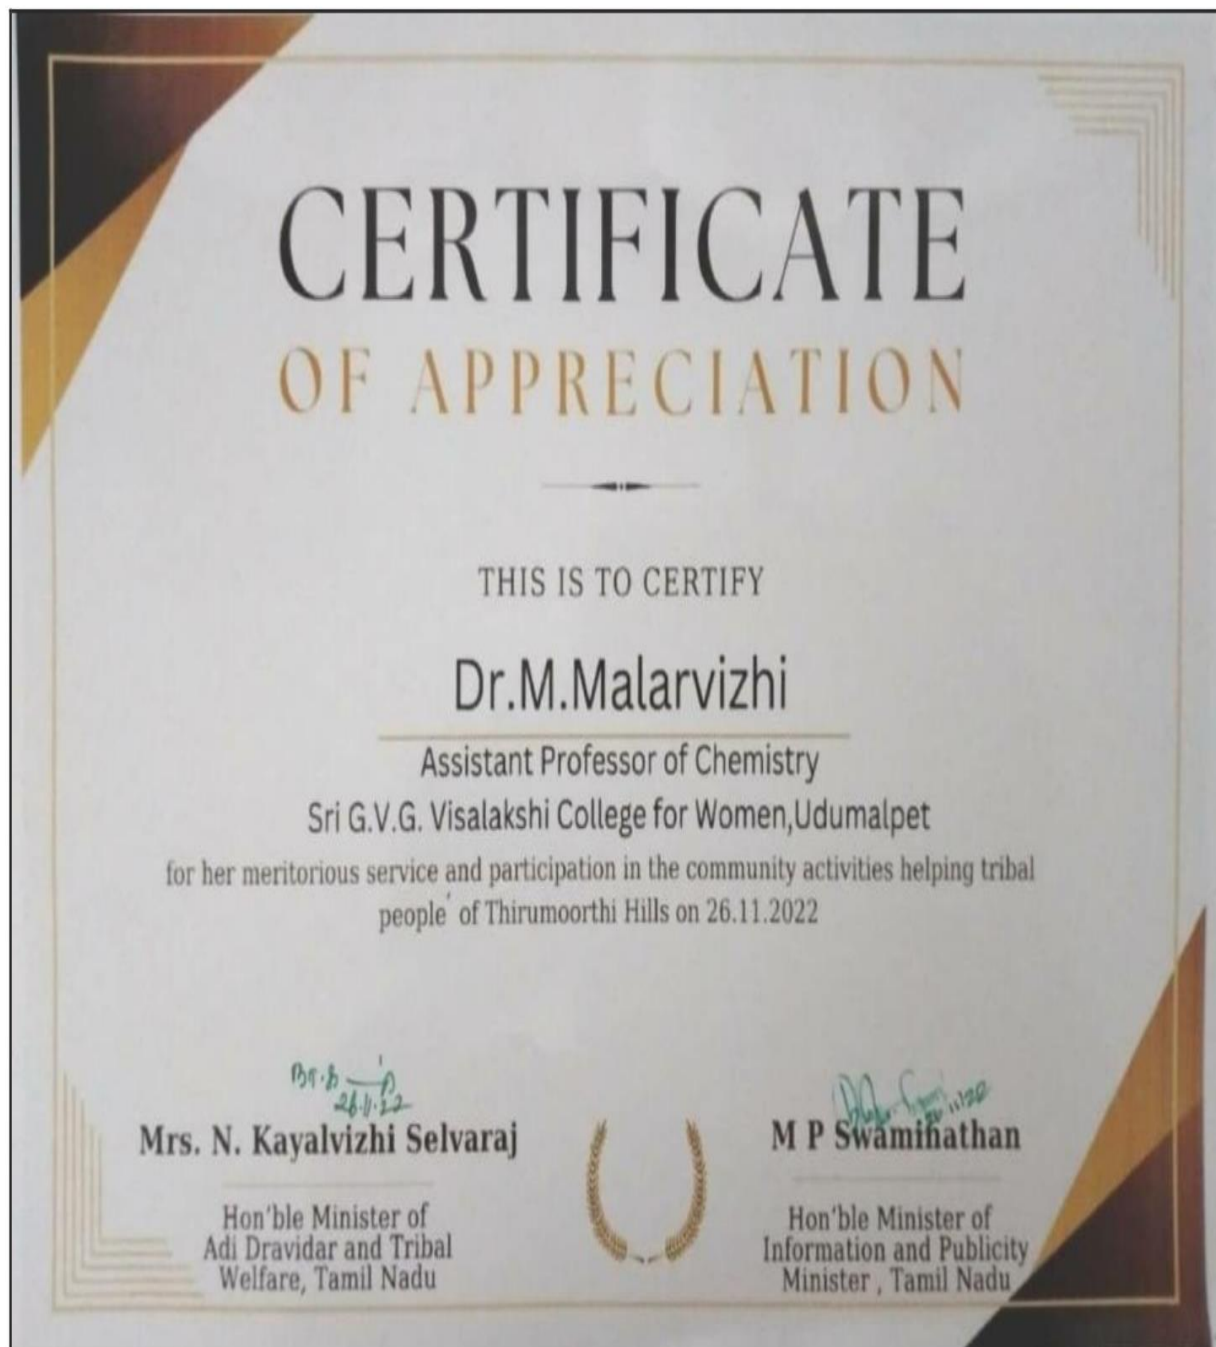 CERTIFICATE
OF APPRECIATION
THIS IS TO CERTIFY
Dr.M.Malarvizhi
Assistant Professor of Chemistry
Sri G.V.G. Visalakshi College for Women,Udumalpet
for her meritorious service and participation in the community activities helping tribal
people' of Thirumoorthi Hills on 26.11.2022
26.11.22
Mrs. N. Kayalvizhi Selvaraj
Hon'ble Minister of
Adi Dravidar and Tribal
Welfare, Tamil Nadu
M P Swaminathan
Hon'ble Minister of
Information and Publicity
Minister , Tamil Nadu